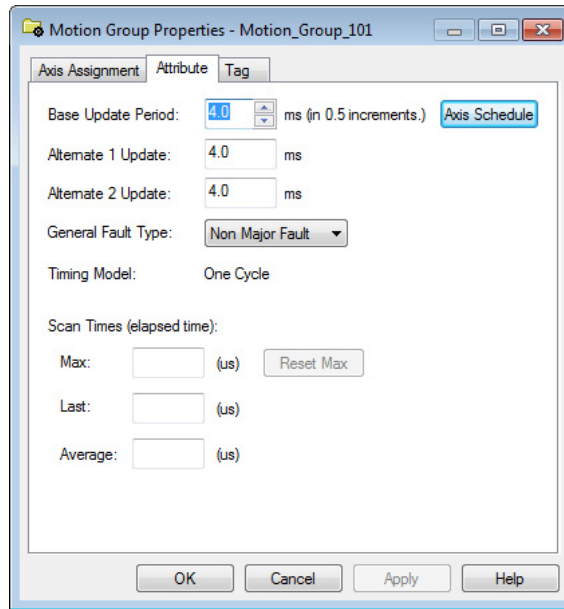 Motion Group Properties - Motion_Group_101
Axis Assignment Attribute Tag
Base Update Period: 4.0 ms (in 0.5 increments.) Axis Schedule
Alternate 1 Update: 4.0 ms
Alternate 2 Update: 4.0 ms
General Fault Type: Non Major Fault
Timing Model: One Cycle
Scan Times (elapsed time):
Max: (us) Reset Max
Last: (us)
Average: (us)
OK Cancel Apply Help